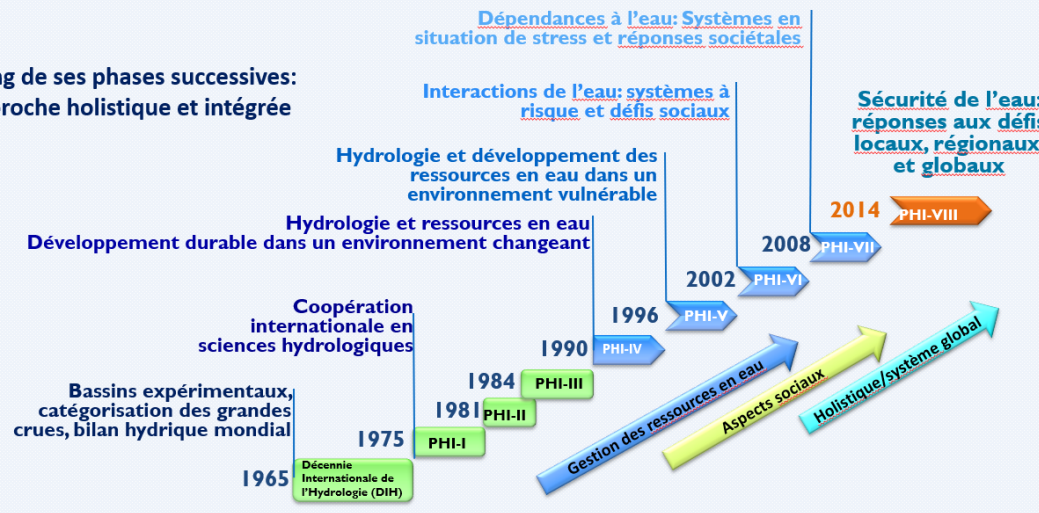 Dépendances à l'eau: Systèmes en
situation de stress et réponses sociétales
g de ses phases successives:
roche holistique et intégrée
Interactions de l'eau: systèmes à
risque et défis sociaux
Sécurité de l'eau:
réponses aux défis
locaux, régionaux
et globaux
Hydrologie et développement des
ressources en eau dans un
environnement vulnérable
2014 PHI-VIII
Hydrologie et ressources en eau
Développement durable dans un environnement changeant
2008 PHI-VII
2002 PHI-VI
Coopération
internationale en
sciences hydrologiques
1996 PHI-V
1990 PHI-IV
1984 PHI-III
Bassins expérimentaux,
catégorisation des grandes
crues, bilan hydrique mondial
1981 PHI-II
1975 PHI-I
1965 Décennie
Internationale de
l'Hydrologie (DIH)
Gestion des ressources en eau
Aspects sociaux
Holistique/système global